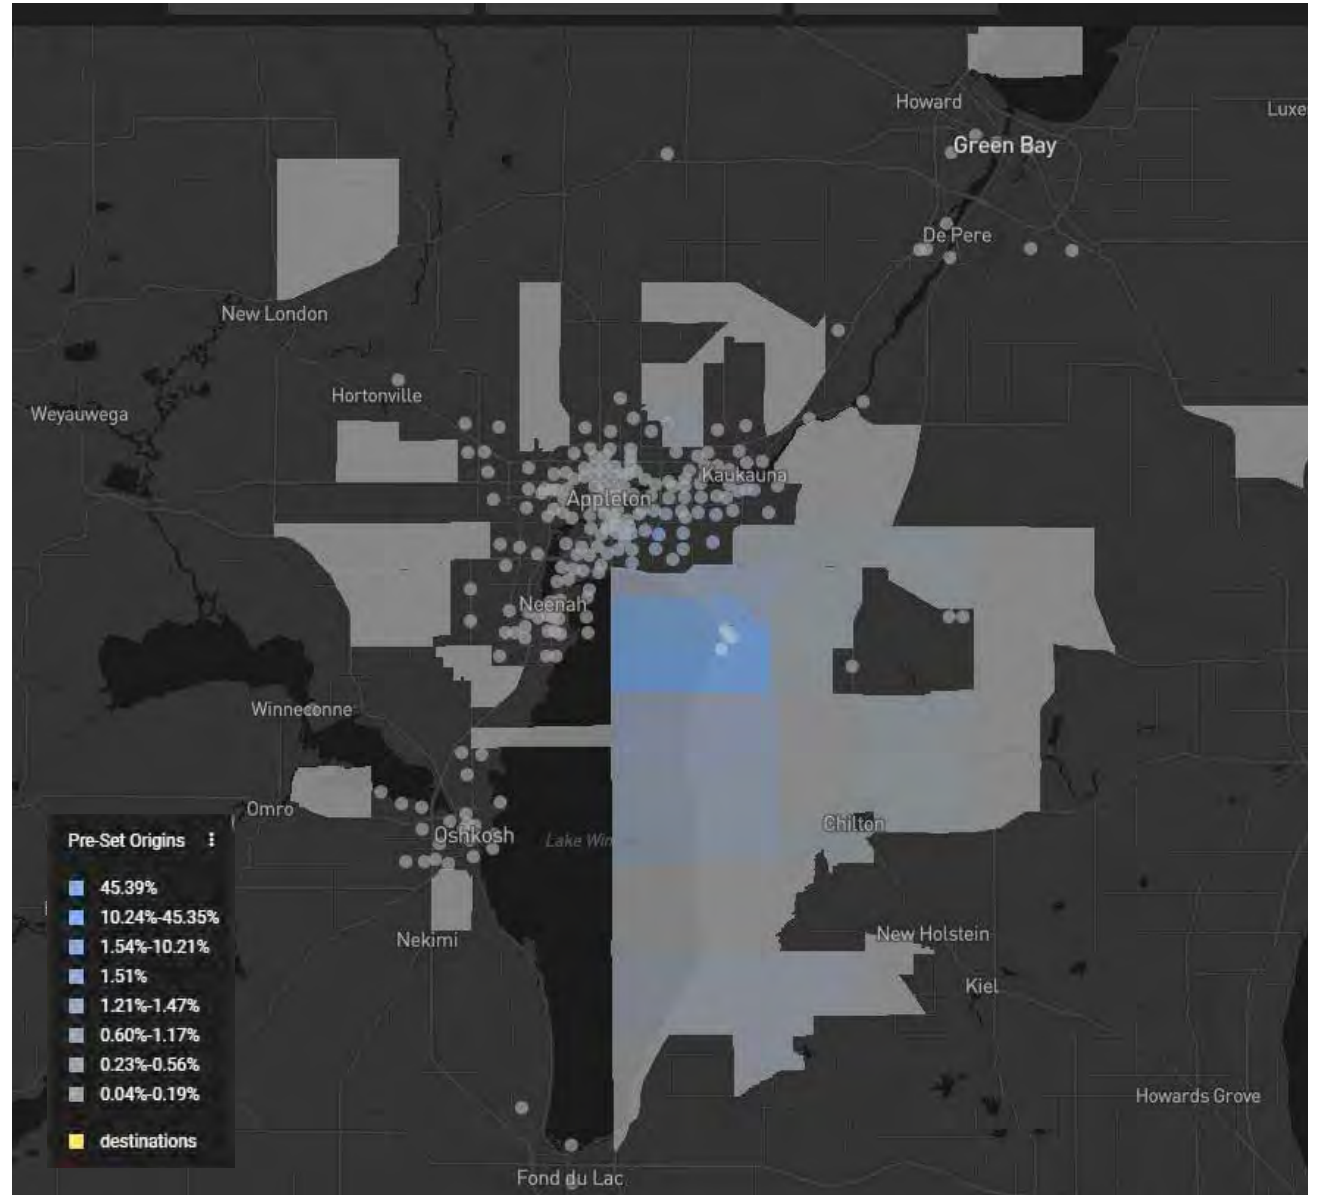 Howard
Luxe
Green Bay
De Pere
New London
Hortonville
Weyauwega
Kaukauna
Appleton
Neenah
Winneconne
Omro
Chilton
Oshkosh
Lake Win
Pre-Set Origins
45.39%
10.24%-45.35%
1.54%-10.21%
1.51%
1.21%-1.47%
0.60%-1.17%
0.23%-0.56%
0.04%-0.19%
destinations
Nekimi
New Holstein
Kiel
Howards Grove
Fond du Lac